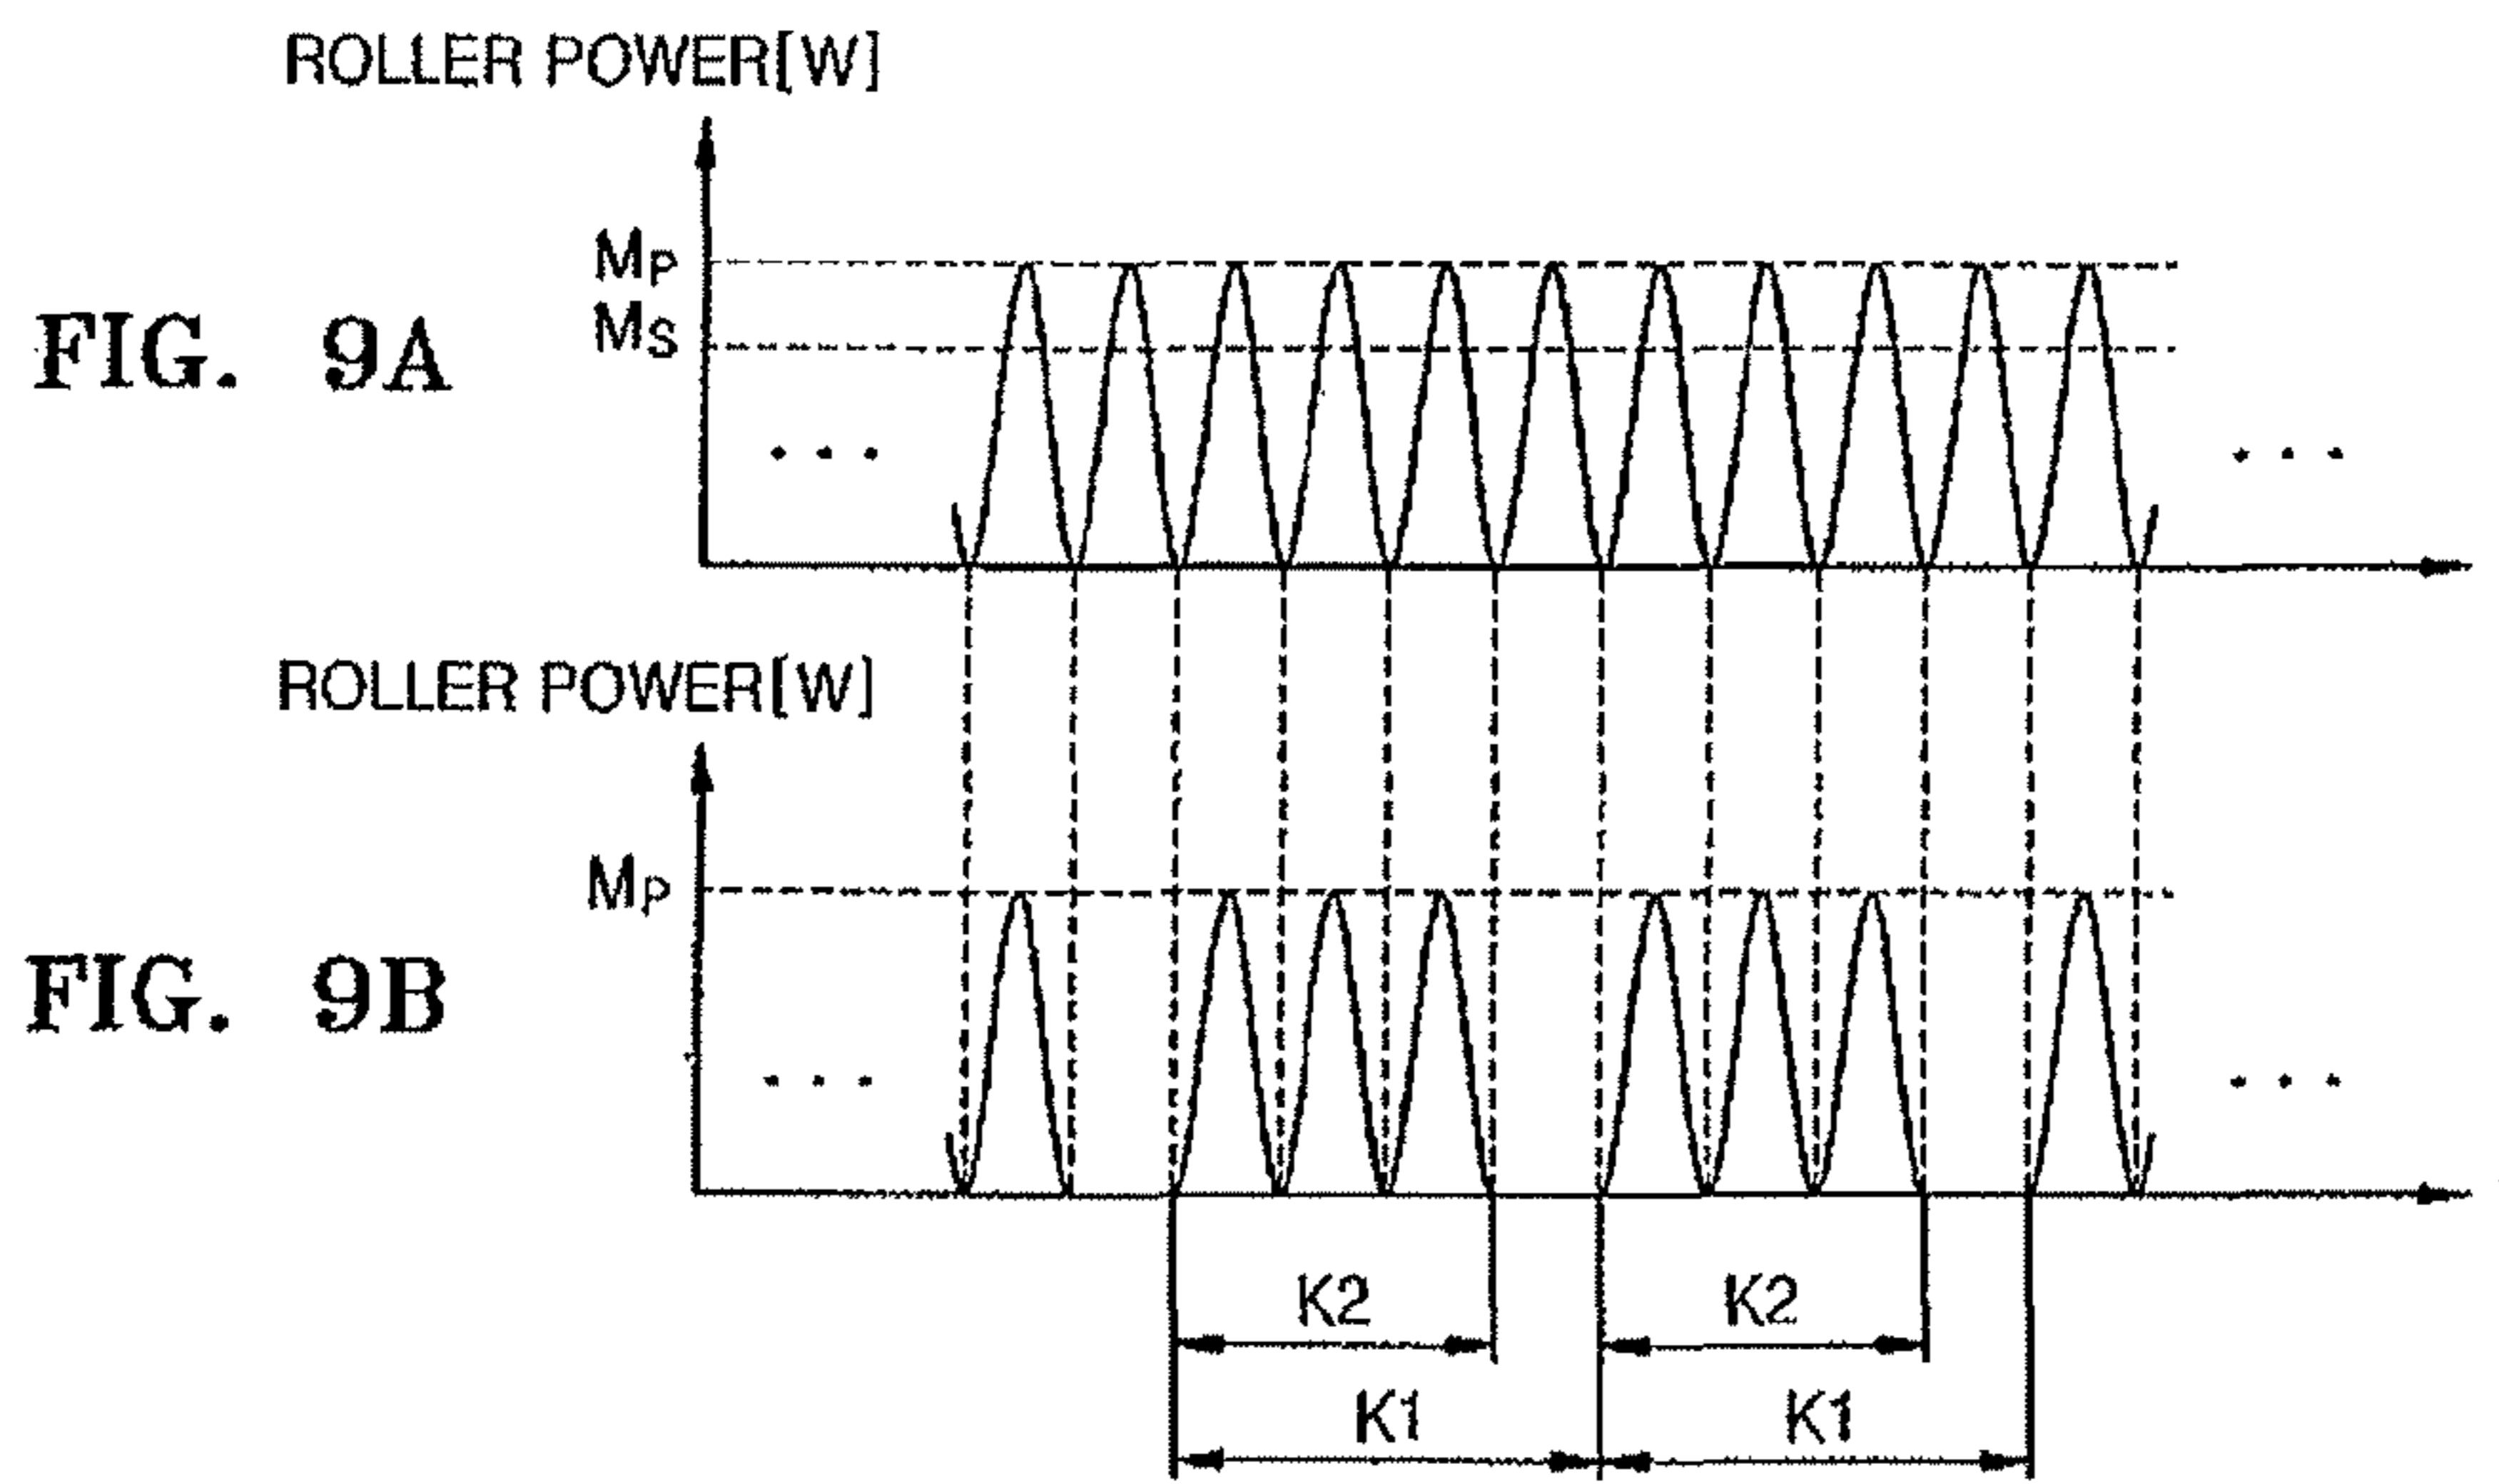 ROLLER POWER[W]
MP
MS
FIG. 9A
• • •
• • •
ROLLER POWER[W]
MP
FIG. 9B
• • •
• • •
K2 K2
K1 K1